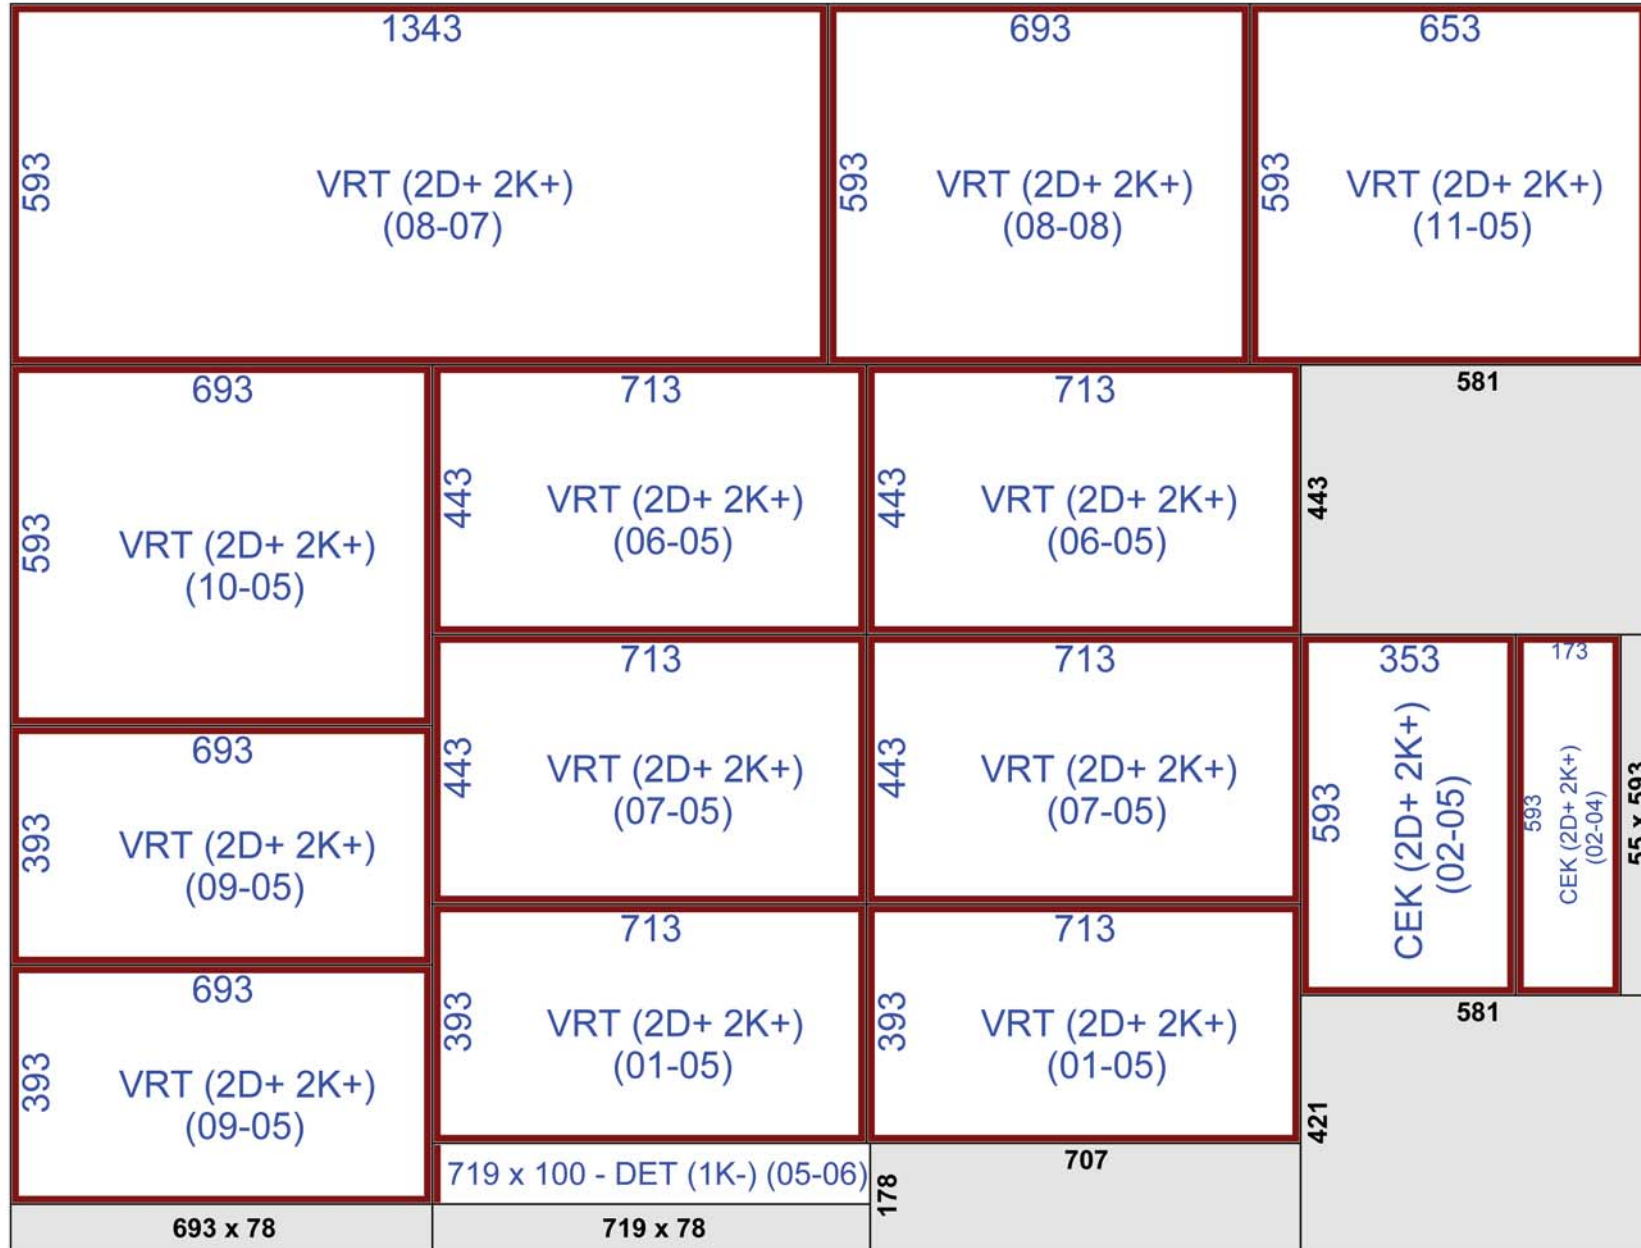 1343
593
VRT (2D+ 2K+)
(08-07)
693
593
VRT (2D+ 2K+)
(08-08)
653
593
VRT (2D+ 2K+)
(11-05)
693
593
VRT (2D+ 2K+)
(10-05)
713
443
VRT (2D+ 2K+)
(06-05)
713
443
VRT (2D+ 2K+)
(06-05)
581
443
713
443
VRT (2D+ 2K+)
(07-05)
713
443
VRT (2D+ 2K+)
(07-05)
353
593
CEK (2D+ 2K+)
(02-05)
173
593
CEK (2D+ 2K+)
(02-04)
55 x 593
693
393
VRT (2D+ 2K+)
(09-05)
713
393
VRT (2D+ 2K+)
(01-05)
713
393
VRT (2D+ 2K+)
(01-05)
693
393
VRT (2D+ 2K+)
(09-05)
581
421
719 x 100 - DET (1K-) (05-06)
178
707
693 x 78
719 x 78